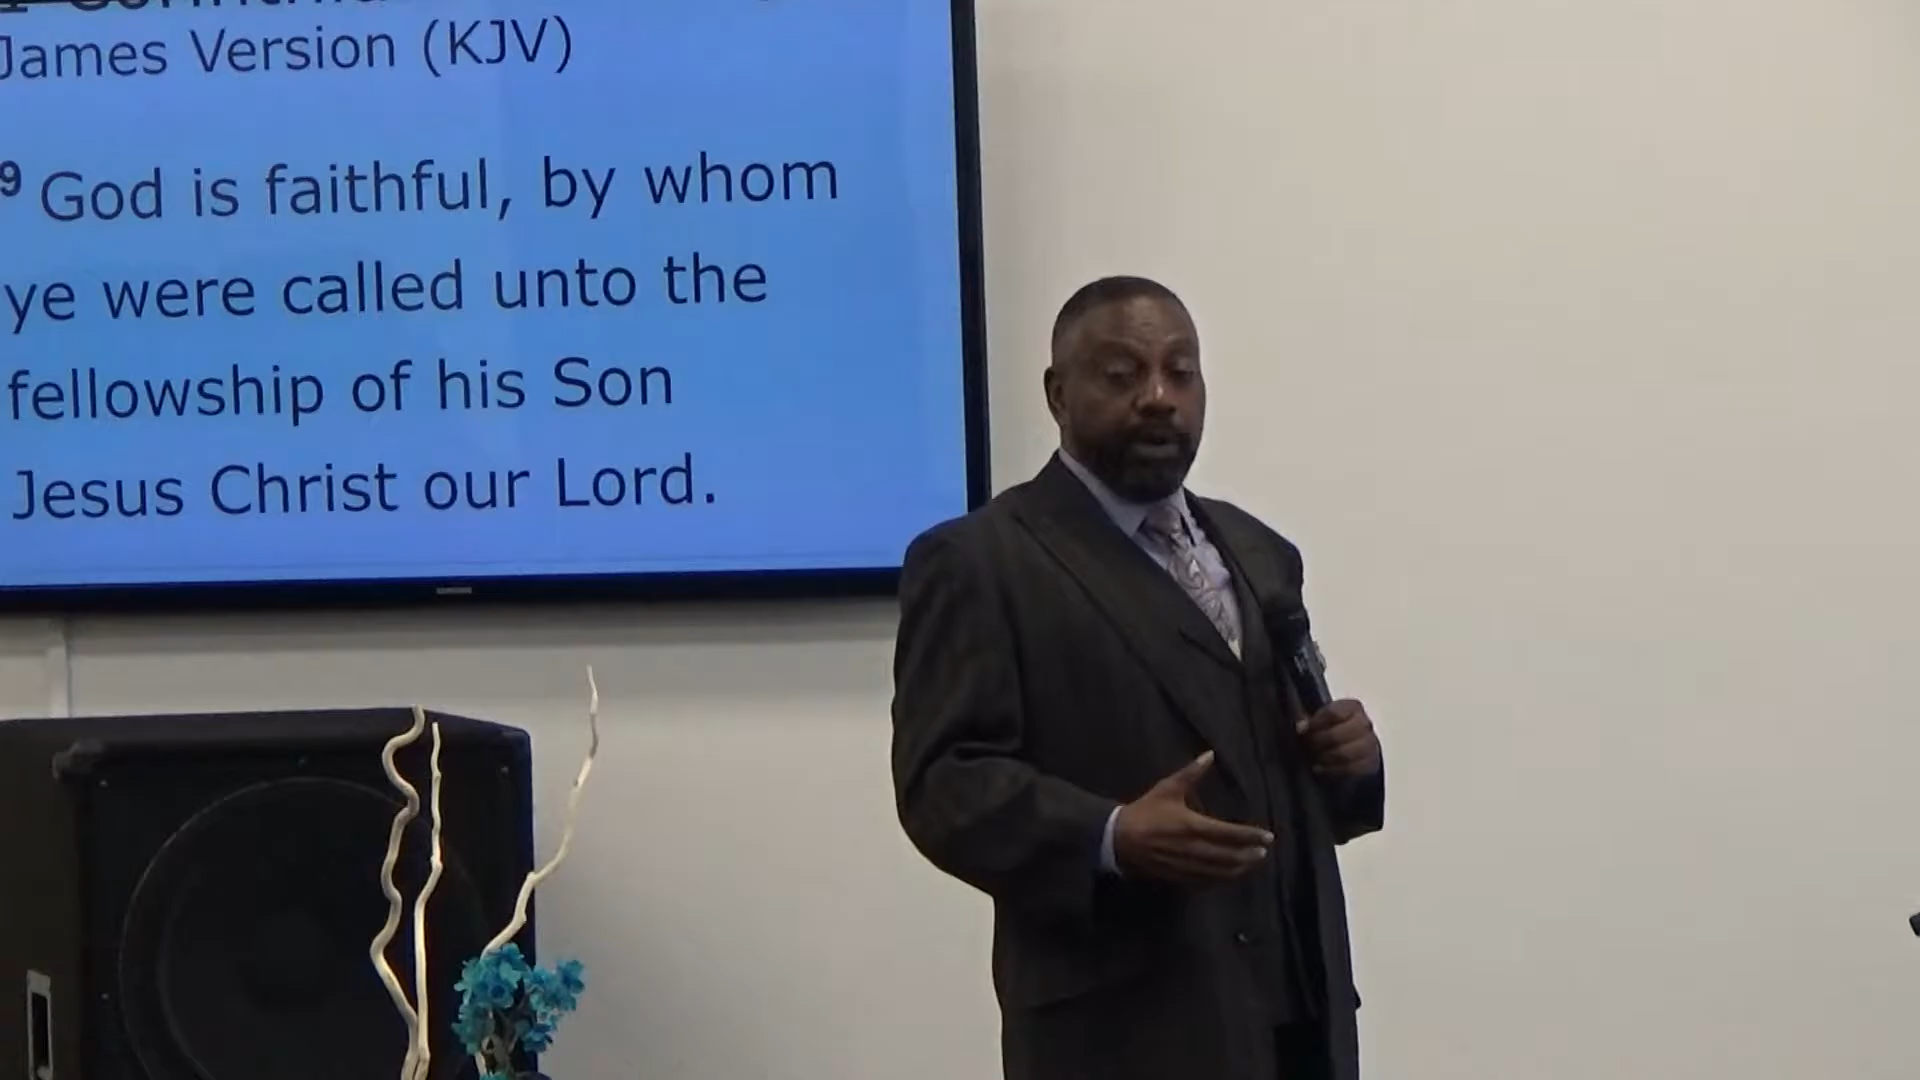 James Version (KJV)
9 God is faithful, by whom
ye were called unto the
fellowship of his Son
Jesus Christ our Lord.